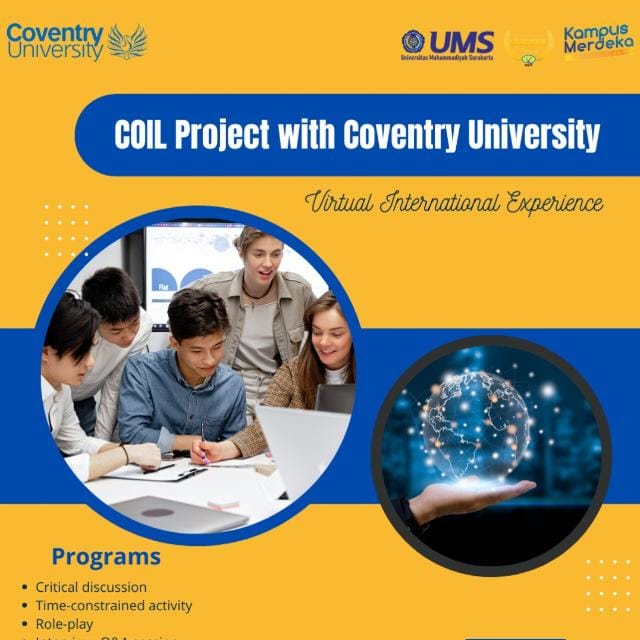 Coventry
University
UMS
Universitas Muhammadiyah Surakarta
Kampus
Merdeka
COIL Project with Coventry University
Virtual International Experience
Flat
Programs
• Critical discussion
• Time-constrained activity
• Role-play